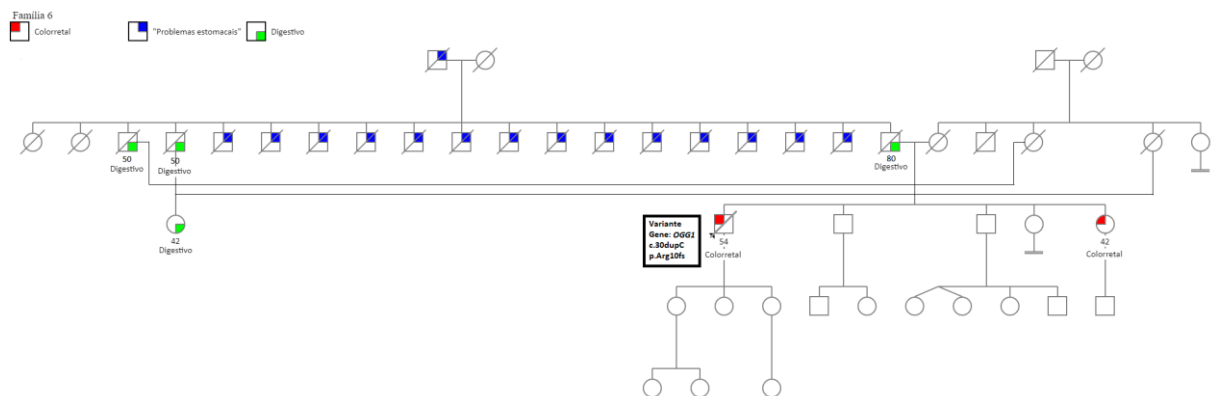 Família 6
Colorretal
"Problemas estomacais"
Digestivo
50
Digestivo
50
Digestivo
80
Digestivo
42
Digestivo
Variante
Gene: OGG1
c.30dupC
p.Arg10fs
54
Colorretal
42
Colorretal